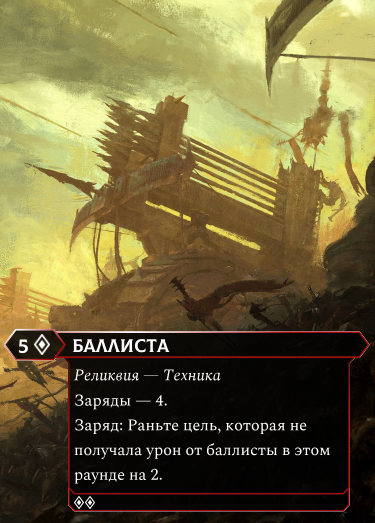 5 БАЛЛИСТА
Реликвия — Техника
Заряды — 4.
Заряд: Раньте цель, которая не
получала урон от баллисты в этом
раунде на 2.